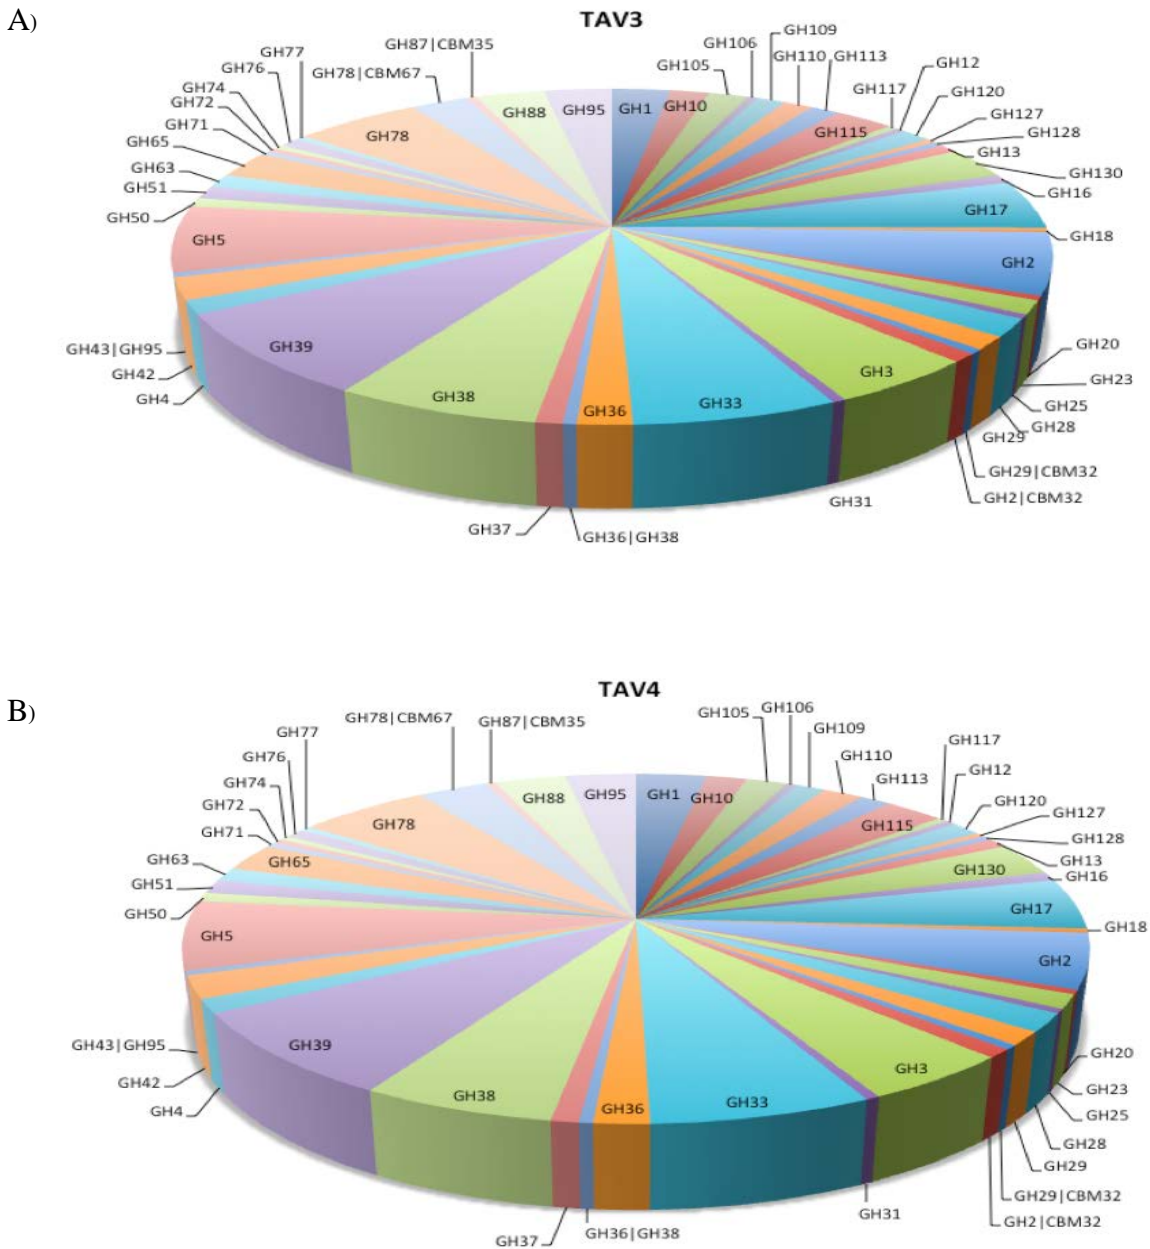 A)
TAV3
GH1
GH10
GH105
GH106
GH109
GH110
GH113
GH115
GH117
GH12
GH120
GH127
GH128
GH13
GH130
GH16
GH17
GH18
GH2
GH20
GH23
GH25
GH28
GH29
GH29|CBM32
GH2|CBM32
GH3
GH31
GH33
GH36
GH36|GH38
GH37
GH38
GH39
GH4
GH42
GH43|GH95
GH5
GH50
GH51
GH63
GH65
GH71
GH72
GH74
GH76
GH77
GH78
GH78|CBM67
GH87|CBM35
GH88
GH95
B)
TAV4
GH1
GH10
GH105
GH106
GH109
GH110
GH113
GH115
GH117
GH12
GH120
GH127
GH128
GH13
GH130
GH16
GH17
GH18
GH2
GH20
GH23
GH25
GH28
GH29
GH29|CBM32
GH2|CBM32
GH3
GH31
GH33
GH36
GH36|GH38
GH37
GH38
GH39
GH4
GH42
GH43|GH95
GH5
GH50
GH51
GH63
GH65
GH71
GH72
GH74
GH76
GH77
GH78
GH78|CBM67
GH87|CBM35
GH88
GH95